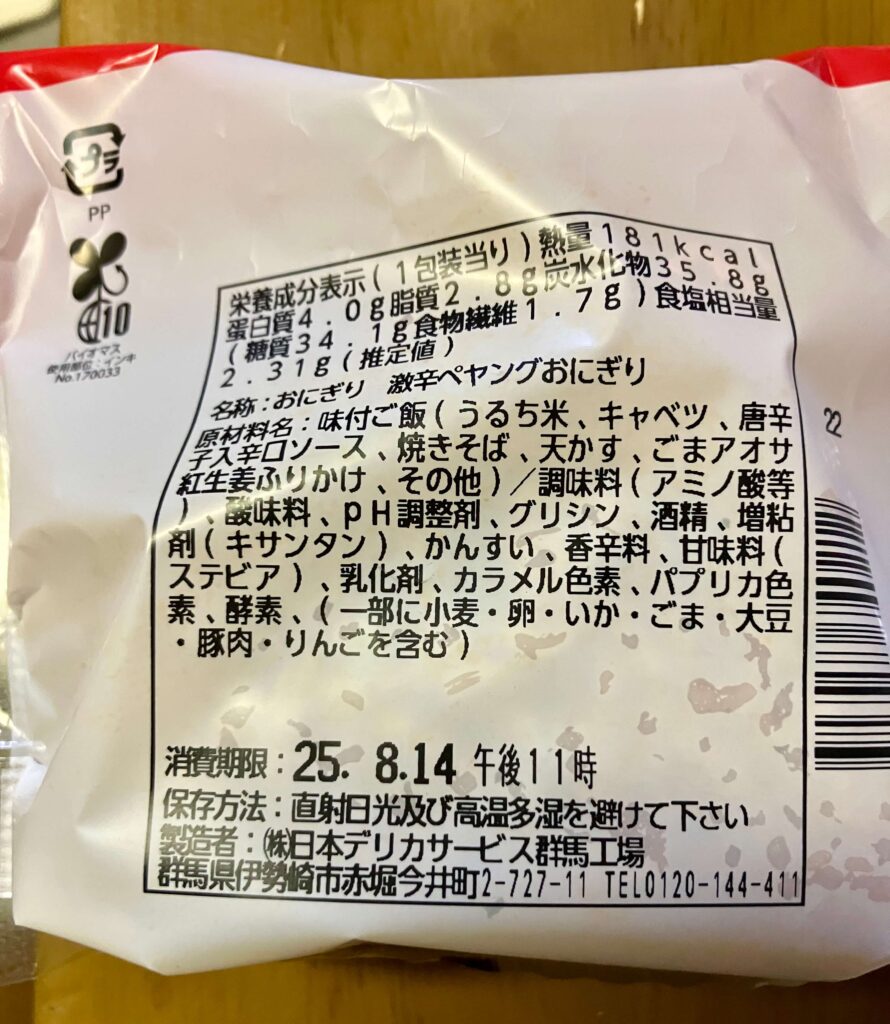 プラ
PP
10
バイオマス
使用部位:インキ
No.170033
栄養成分表示(1包装当り)熱量181kcal
蛋白質4.0g脂質2.8g炭水化物35.8g
(糖質34.1g食物繊維1.7g)食塩相当量
2.31g(推定値)
名称:おにぎり 激辛ペヤングおにぎり
原材料名:味付ご飯(うるち米、キャベツ、唐辛
子入辛口ソース、焼きそば、天かす、ごまアオサ
紅生姜ふりかけ、その他)/調味料(アミノ酸等
)、酸味料、pH調整剤、グリシン、酒精、増粘
剤(キサンタン)、かんすい、香辛料、甘味料(
ステビア)、乳化剤、カラメル色素、パプリカ色
素、酵素、(一部に小麦・卵・いか・ごま・大豆
・豚肉・りんごを含む)
22
消費期限:25. 8.14 午後11時
保存方法:直射日光及び高温多湿を避けて下さい
製造者:㈱日本デリカサービス群馬工場
群馬県伊勢崎市赤堀今井町2-727-11 TEL0120-144-411